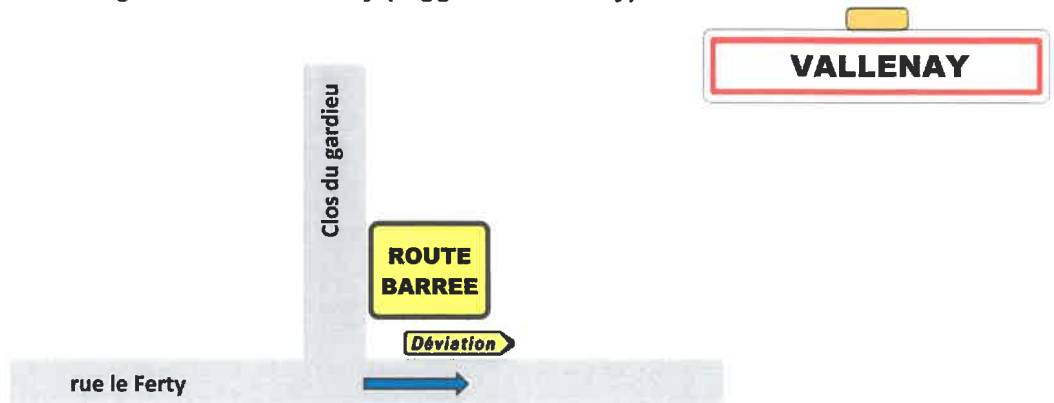 VALLENAY
Clos du gardieu
ROUTE
BARREE
Déviation
rue le Ferty